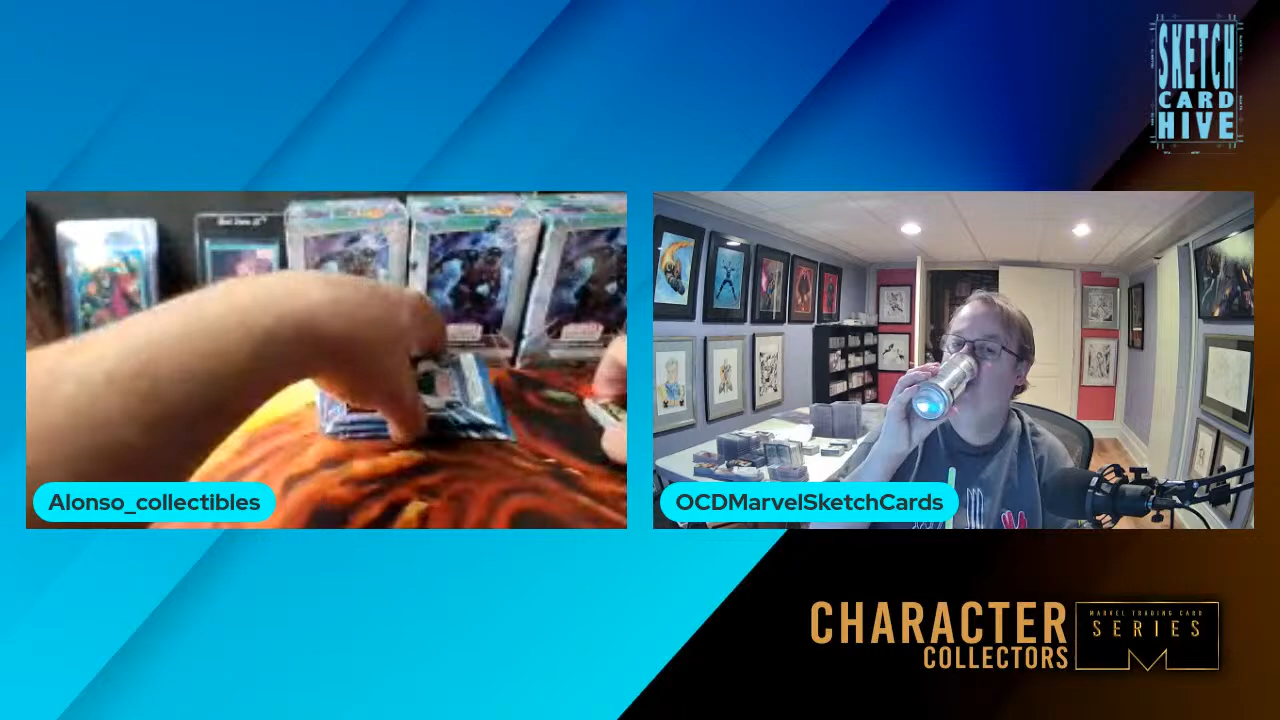 SKETCH
CARD
HIVE
Alonso_collectibles
OCDMarvelSketchCards
CHARACTER
COLLECTORS
MARVEL TRADING CARD
SERIES